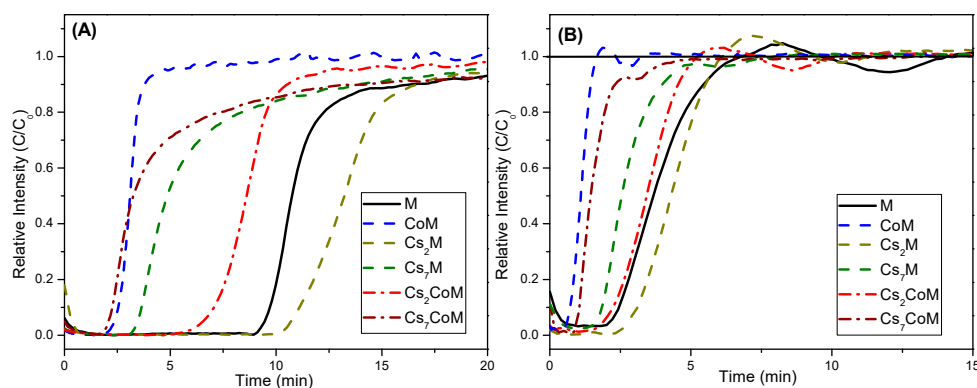 (A)
Relative Intensity (C/C₀)
1.0
0.8
0.6
0.4
0.2
0.0
M
CoM
Cs₂M
Cs₇M
Cs₂CoM
Cs₇CoM
0 5 10 15 20
Time (min)
(B)
Relative Intensity (C/C₀)
1.0
0.8
0.6
0.4
0.2
0.0
M
CoM
Cs₂M
Cs₇M
Cs₂CoM
Cs₇CoM
0 5 10 15
Time (min)